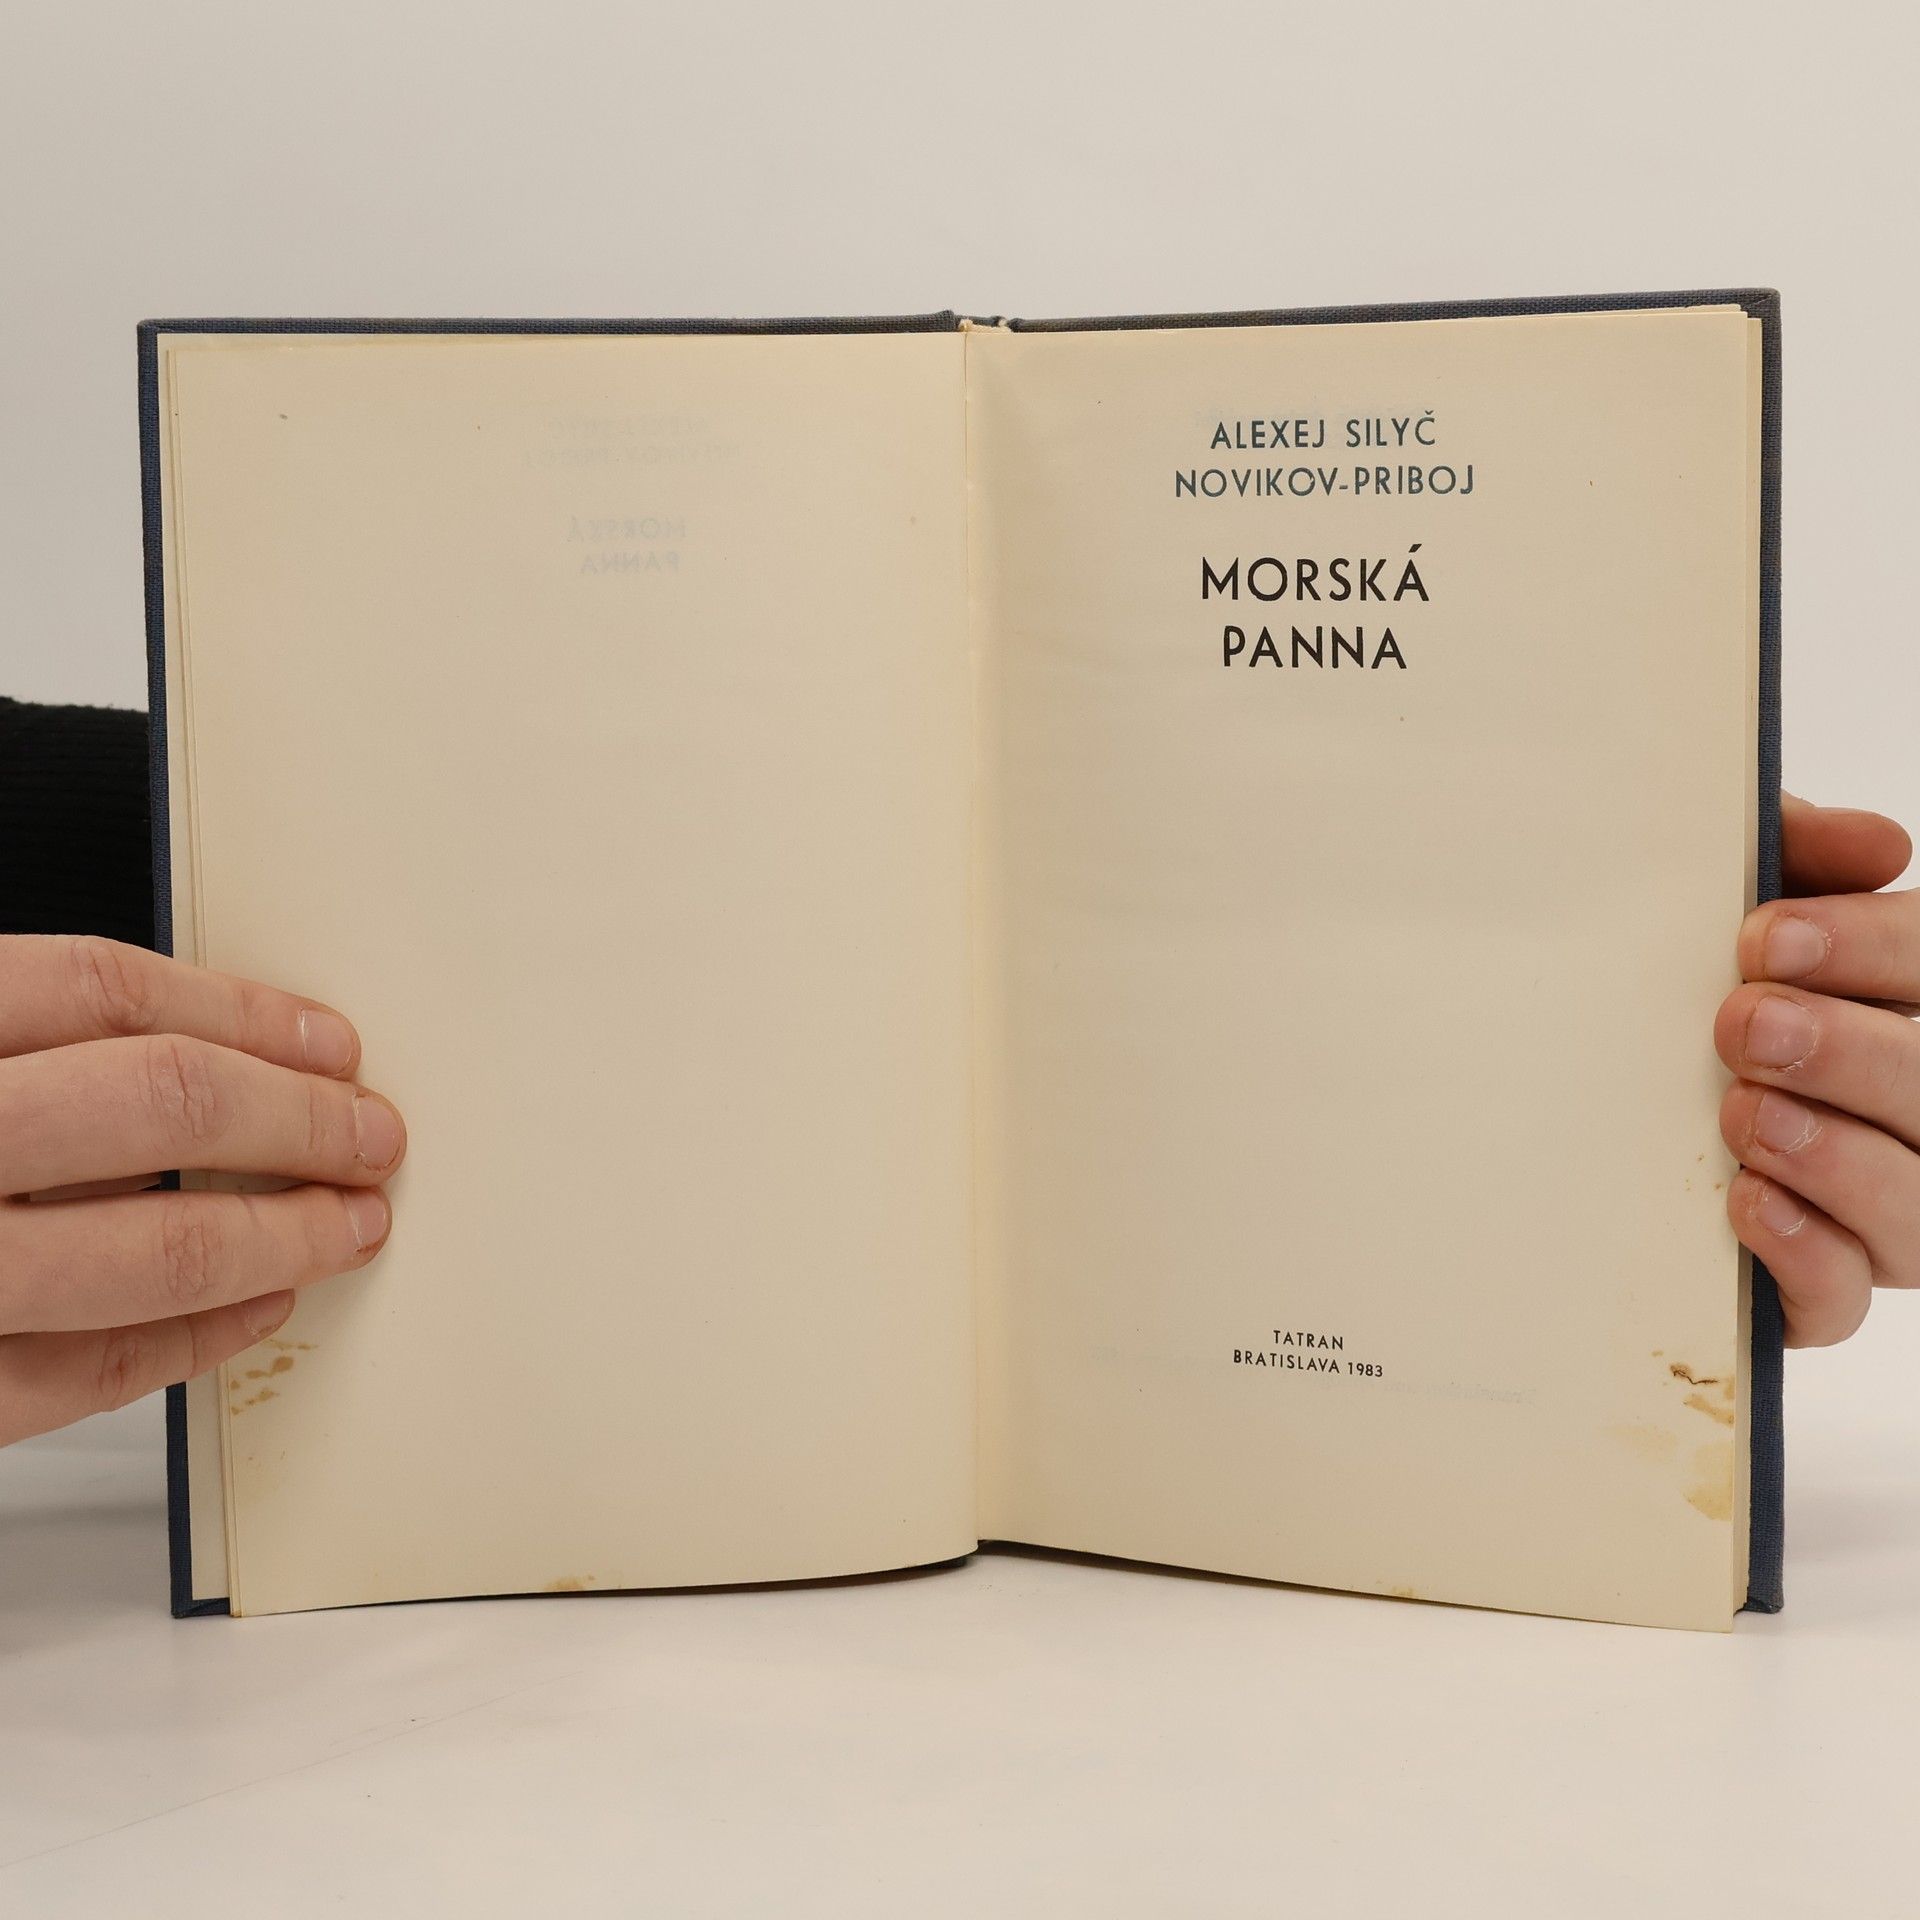 ALEXEJ SILYČ
NOVIKOV-PRIBOJ
MORSKÁ
PANNA
TATRAN
BRATISLAVA 1983